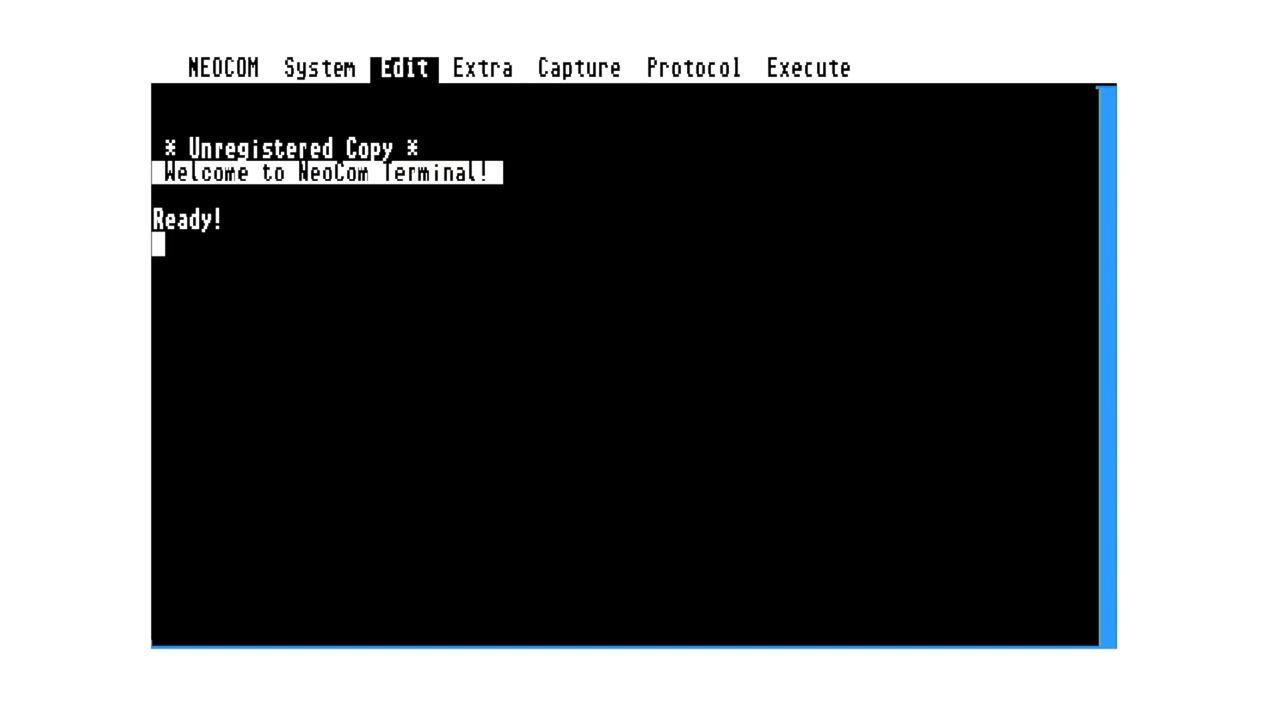 NEOCOM System Edit Extra Capture Protocol Execute
* Unregistered Copy *
Welcome to NeoCom Terminal!
Ready!